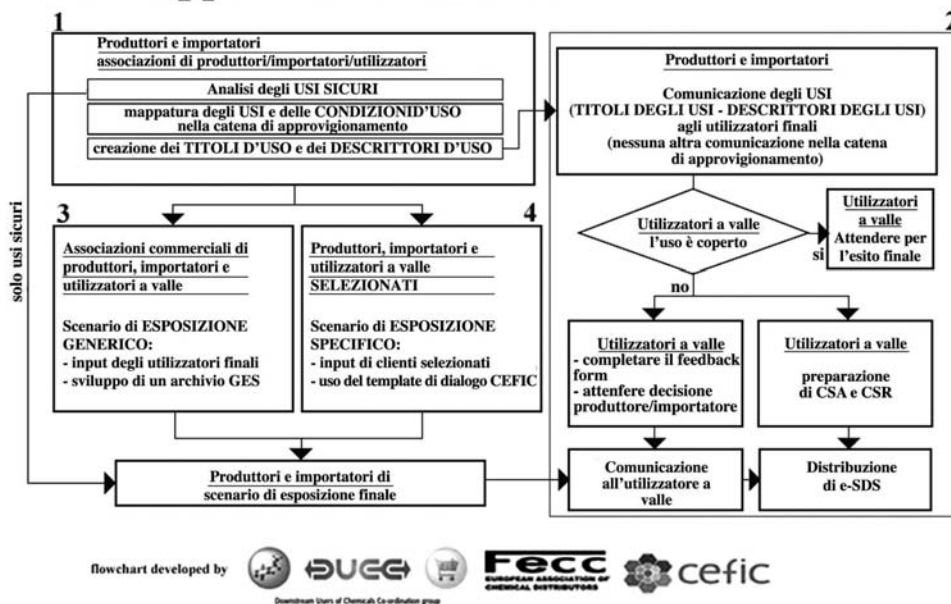 1
Produttori e importatori
associazioni di produttori/importatori/utilizzatori
Analisi degli USI SICURI
mappatura degli USI e delle CONDIZIONID'USO
nella catena di approvigionamento
creazione dei TITOLI D'USO e dei DESCRITTORI D'USO
2
Produttori e importatori
Comunicazione degli USI
(TITOLI DEGLI USI - DESCRITTORI DEGLI USI)
agli utilizzatori finali
(nessuna altra comunicazione nella catena
di approvigionamento)
solo usi sicuri
3
Associazioni commerciali di
produttori, importatori e
utilizzatori a valle
Scenario di ESPOSIZIONE
GENERICO:
- input degli utilizzatori finali
- sviluppo di un archivio GES
4
Produttori, importatori e
utilizzatori a valle
SELEZIONATI
Scenario di ESPOSIZIONE
SPECIFICO:
- input di clienti selezionati
- uso del template di dialogo CEFIC
Utilizzatori a valle
l'uso è coperto
si
no
Utilizzatori
a valle
Attendere per
l'esito finale
Utilizzatori a valle
- completare il feedback
form
- attenfere decisione
produttore/importatore
Utilizzatori a valle
preparazione
di CSA e CSR
Produttori e importatori di
scenario di esposizione finale
Comunicazione
all'utilizzatore a
valle
Distribuzione
di e-SDS
flowchart developed by
DUCC
Downstream Users of Chemicals Co-ordination group
Fecc
EUROPEAN ASSOCIATION OF
CHEMICAL DISTRIBUTORS
cefic